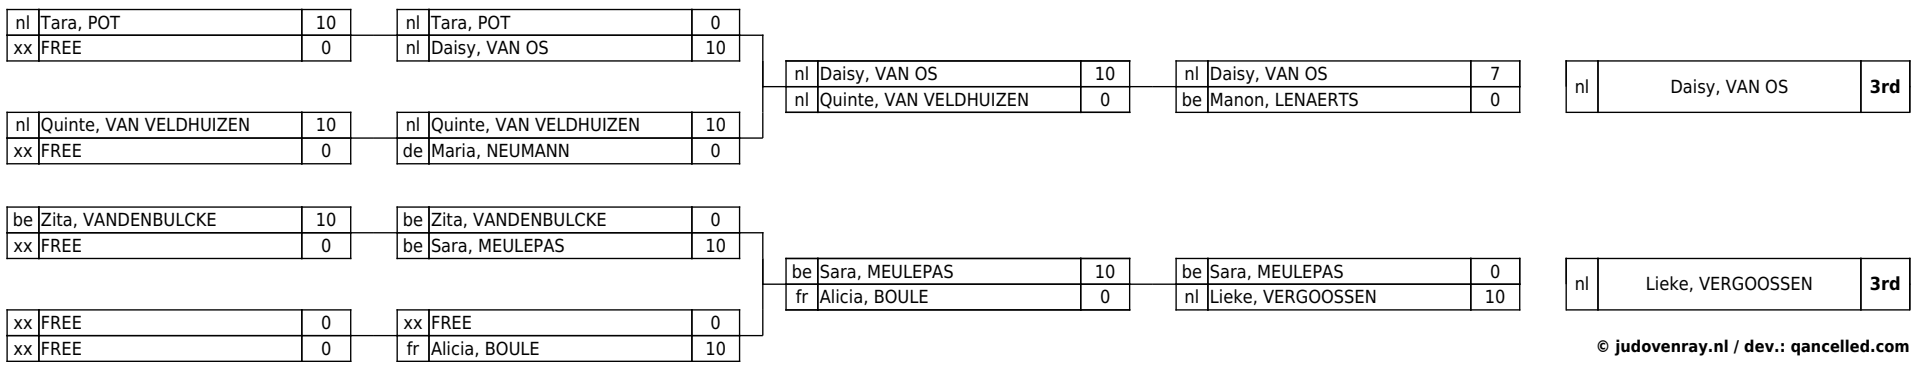 nl Tara, POT 10 nl Tara, POT 0
xx FREE 0 nl Daisy, VAN OS 10
nl Daisy, VAN OS 10 nl Daisy, VAN OS 7
nl Daisy, VAN OS 3rd
nl Quinte, VAN VELDHUIZEN 0 be Manon, LENAERTS 0
nl Quinte, VAN VELDHUIZEN 10 nl Quinte, VAN VELDHUIZEN 10
xx FREE 0 de Maria, NEUMANN 0
be Zita, VANDENBULCKE 10 be Zita, VANDENBULCKE 0
xx FREE 0 be Sara, MEULEPAS 10
be Sara, MEULEPAS 10 be Sara, MEULEPAS 0
nl Lieke, VERGOOSSEN 3rd
fr Alicia, BOULE 0 nl Lieke, VERGOOSSEN 10
xx FREE 0 xx FREE 0
xx FREE 0 fr Alicia, BOULE 10
© judovenray.nl / dev.: qancelled.com